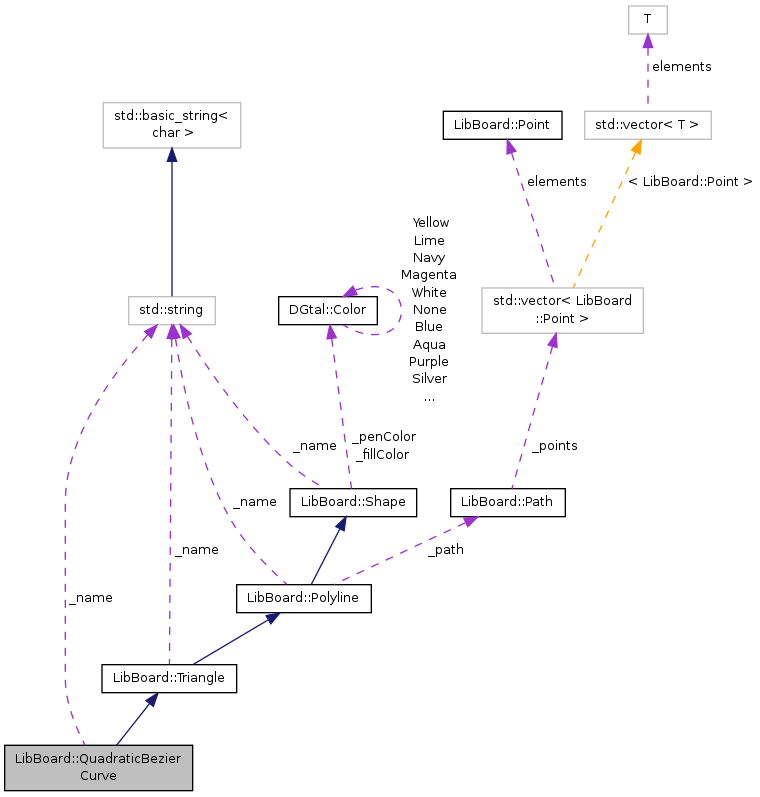 T
elements
std::basic_string<
char >
LibBoard::Point
std::vector< T >
elements
< LibBoard::Point >
Yellow
Lime
Navy
Magenta
White
None
Blue
Aqua
Purple
Silver
...
std::string
DGtal::Color
std::vector< LibBoard
::Point >
_name
_penColor
_fillColor
_points
_name
LibBoard::Shape
LibBoard::Path
_name
_path
_name
LibBoard::Polyline
LibBoard::Triangle
LibBoard::QuadraticBezier
Curve